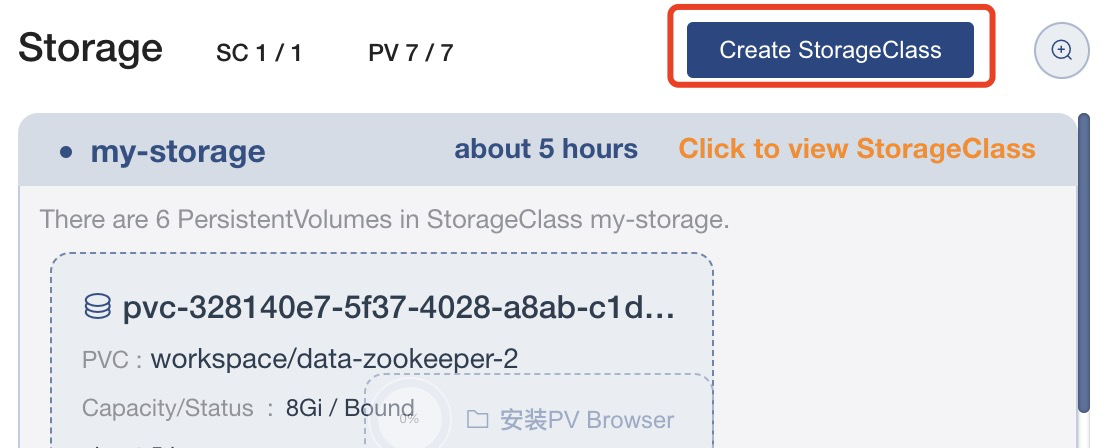 Storage SC 1 / 1 PV 7 / 7 Create StorageClass
my-storage about 5 hours Click to view StorageClass
There are 6 PersistentVolumes in StorageClass my-storage.
pvc-328140e7-5f37-4028-a8ab-c1d...
PVC : workspace/data-zookeeper-2
Capacity/Status : 8Gi / Bound
0% 安装PV Browser